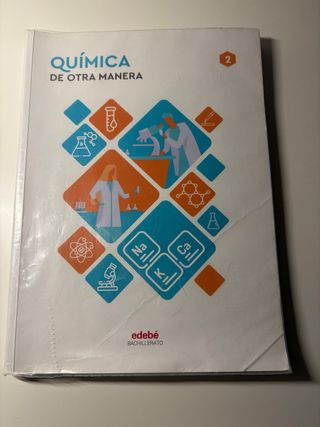 QUÍMICA
DE OTRA MANERA
2
Na
K
Ca
edebé
BACHILLERATO